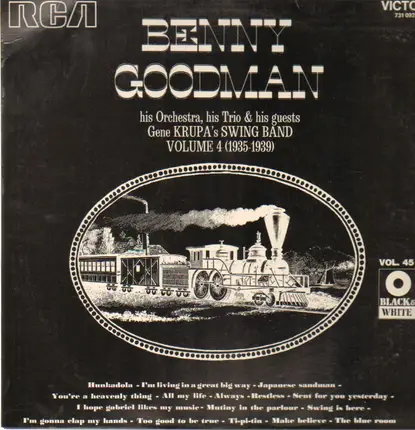 RCA
VICTO
BENNY
GOODMAN
his Orchestra, his Trio & his guests
Gene KRUPA's SWING BAND
VOLUME 4 (1935-1939)
VOL. 45
BLACK &
WHITE
Hunkadola - I'm living in a great big way - Japanese sandman -
You're a heavenly thing - All my life - Always - Restless - Sent for you yesterday -
I hope gabriel likes my music - Mutiny in the parlour - Swing is here -
I'm gonna clap my hands - Too good to be true - Ti-pi-tin - Make believe - The blue room